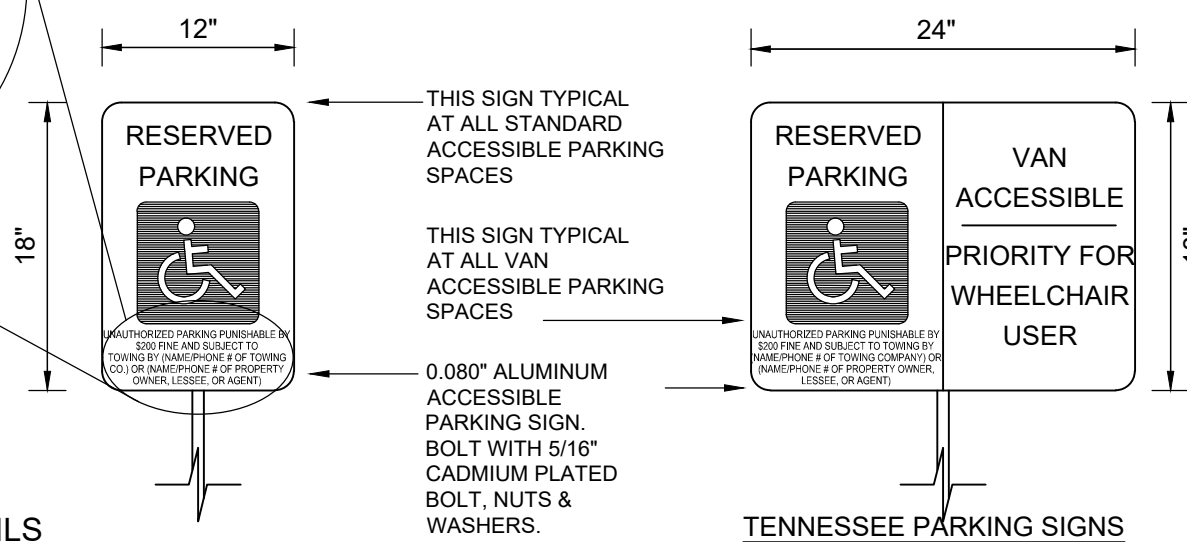 12"
24"
18"
RESERVED
PARKING
UNAUTHORIZED PARKING PUNISHABLE BY
$200 FINE AND SUBJECT TO
TOWING BY (NAME/PHONE # OF TOWING
CO.) OR (NAME/PHONE # OF PROPERTY
OWNER, LESSEE, OR AGENT)
THIS SIGN TYPICAL
AT ALL STANDARD
ACCESSIBLE PARKING
SPACES
THIS SIGN TYPICAL
AT ALL VAN
ACCESSIBLE PARKING
SPACES
0.080" ALUMINUM
ACCESSIBLE
PARKING SIGN.
BOLT WITH 5/16"
CADMIUM PLATED
BOLT, NUTS &
WASHERS.
RESERVED
PARKING
UNAUTHORIZED PARKING PUNISHABLE BY
$200 FINE AND SUBJECT TO TOWING BY
(NAME/PHONE # OF TOWING COMPANY) OR
(NAME/PHONE # OF PROPERTY OWNER,
LESSEE, OR AGENT)
VAN
ACCESSIBLE
PRIORITY FOR
WHEELCHAIR
USER
TENNESSEE PARKING SIGNS